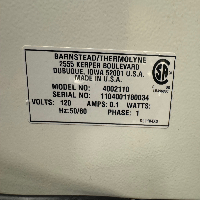 BARNSTEAD/THERMOLYNE
2555 KERPER BOULEVARD
DUBUQUE, IOWA 52001 U.S.A.
MADE IN U.S.A.
MODEL NO: 4002110
SERIAL NO: 1104001180034
VOLTS: 120 AMPS: 0.1 WATTS:
Hz: 50/60 PHASE: 1